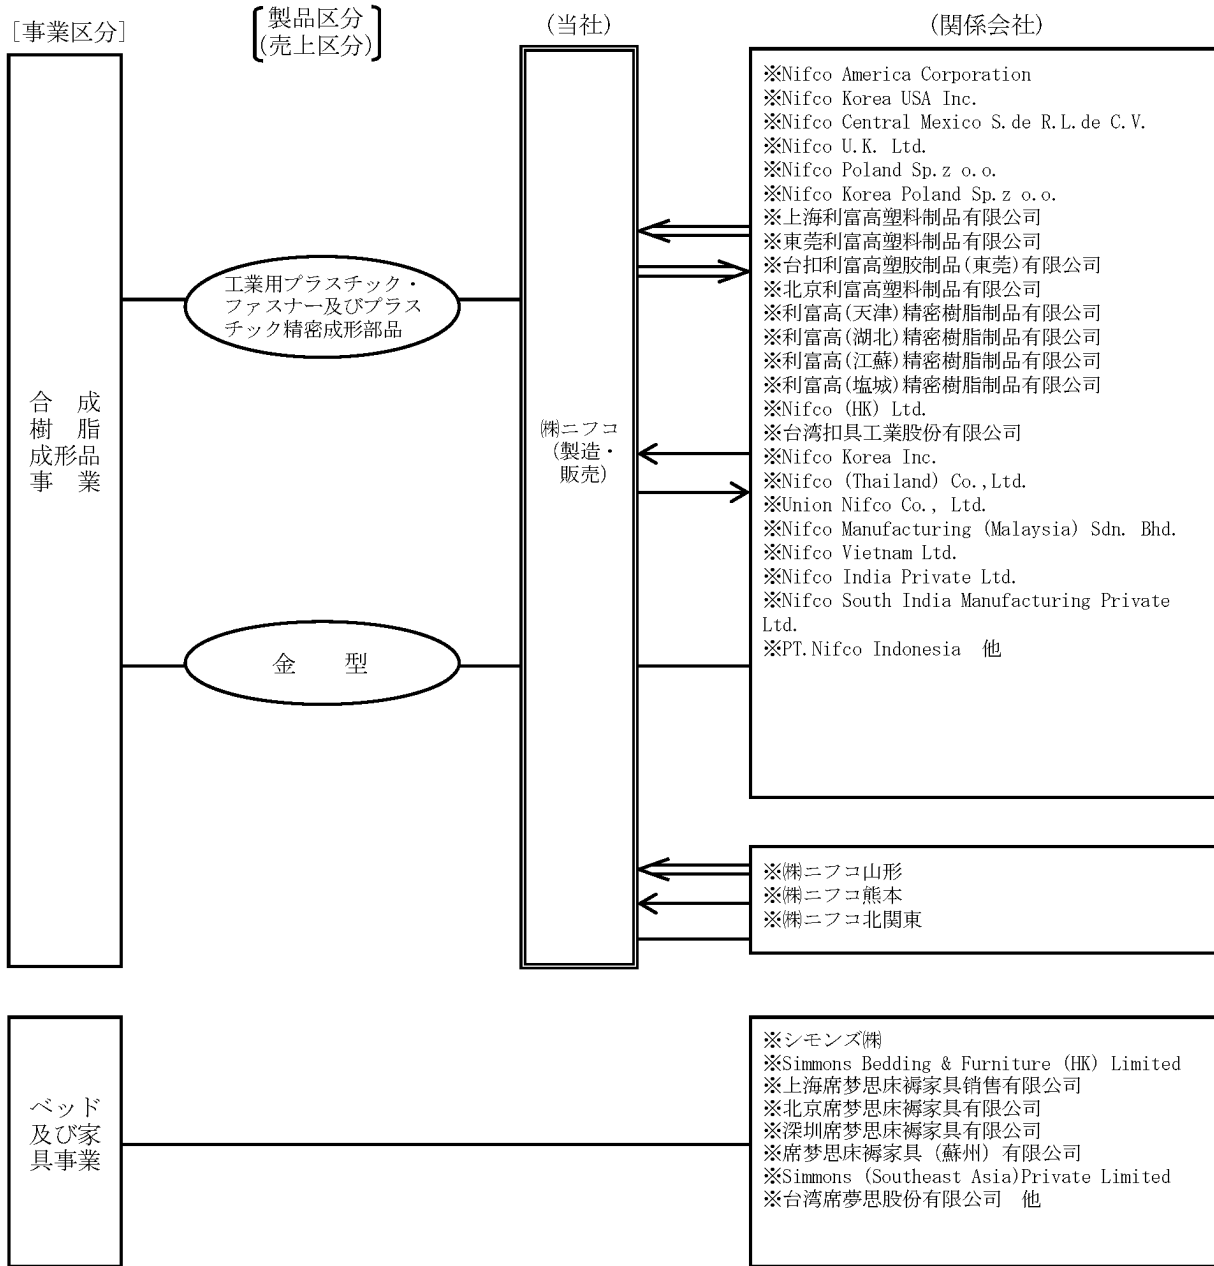 [事業区分]
製品区分
(売上区分)
(当社)
(関係会社)
合成
樹脂
成形品
事業
工業用プラスチック・
ファスナー及びプラス
チック精密成形部品
金型
㈱ニフコ
(製造・
販売)
※Nifco America Corporation
※Nifco Korea USA Inc.
※Nifco Central Mexico S.de R.L.de C.V.
※Nifco U.K. Ltd.
※Nifco Poland Sp.z o.o.
※Nifco Korea Poland Sp.z o.o.
※上海利富高塑料制品有限公司
※東莞利富高塑料制品有限公司
※台扣利富高塑胶制品(東莞)有限公司
※北京利富高塑料制品有限公司
※利富高(天津)精密樹脂制品有限公司
※利富高(湖北)精密樹脂制品有限公司
※利富高(江蘇)精密樹脂制品有限公司
※利富高(塩城)精密樹脂制品有限公司
※Nifco (HK) Ltd.
※台湾扣具工業股份有限公司
※Nifco Korea Inc.
※Nifco (Thailand) Co.,Ltd.
※Union Nifco Co., Ltd.
※Nifco Manufacturing (Malaysia) Sdn. Bhd.
※Nifco Vietnam Ltd.
※Nifco India Private Ltd.
※Nifco South India Manufacturing Private
Ltd.
※PT.Nifco Indonesia 他
※㈱ニフコ山形
※㈱ニフコ熊本
※㈱ニフコ北関東
ベッド
及び家
具事業
※シモンズ㈱
※Simmons Bedding & Furniture (HK) Limited
※上海席梦思床褥家具销售有限公司
※北京席梦思床褥家具有限公司
※深圳席梦思床褥家具有限公司
※席梦思床褥家具（蘇州）有限公司
※Simmons (Southeast Asia)Private Limited
※台湾席夢思股份有限公司 他